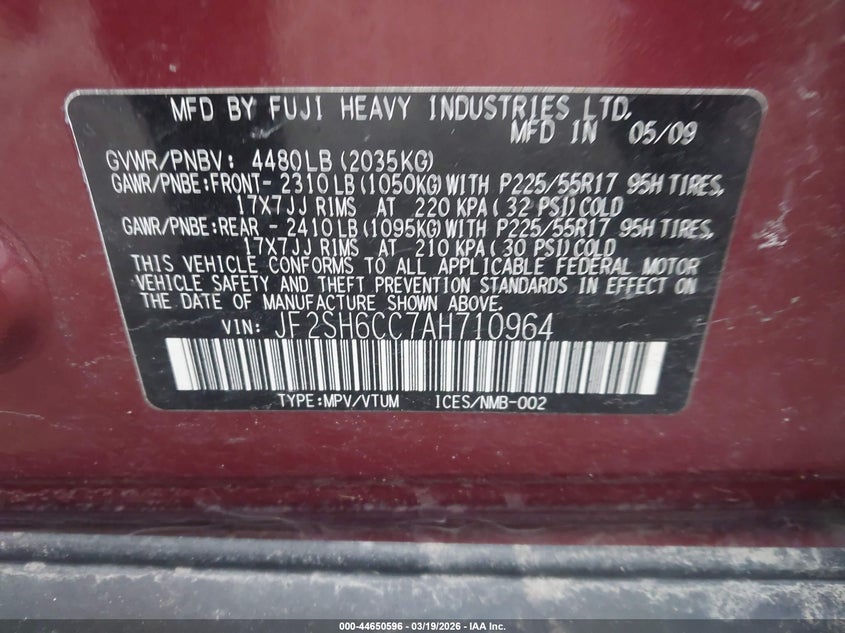 MFD BY FUJI HEAVY INDUSTRIES LTD.
MFD IN 05/09
GVWR/PNBV: 4480LB (2035KG)
GAWR/PNBE:FRONT- 2310LB (1050KG) WITH P225/55R17 95H TIRES,
17X7JJ RIMS AT 220 KPA ( 32 PSI) COLD
GAWR/PNBE:REAR - 2410LB (1095KG) WITH P225/55R17 95H TIRES,
17X7JJ RIMS AT 210 KPA ( 30 PSI) COLD
THIS VEHICLE CONFORMS TO ALL APPLICABLE FEDERAL MOTOR
VEHICLE SAFETY AND THEFT PREVENTION STANDARDS IN EFFECT ON
THE DATE OF MANUFACTURE SHOWN ABOVE.
VIN: JF2SH6CC7AH710964
TYPE:MPV/VTUM ICES/NMB-002
000-44650596 - 03/19/2026 - IAA Inc.